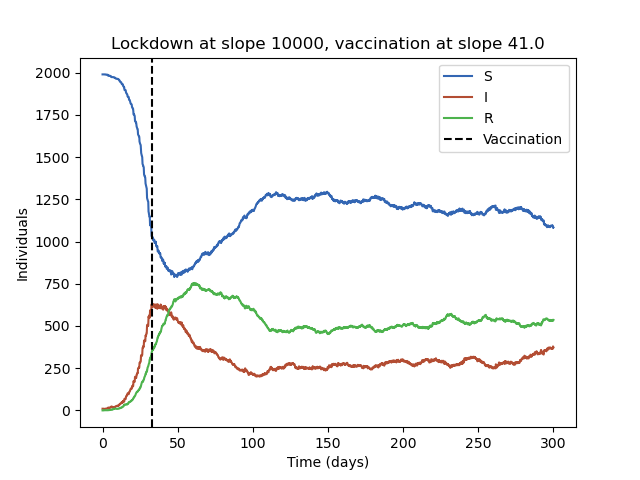 Lockdown at slope 10000, vaccination at slope 41.0
2000
1750
1500
1250
1000
750
500
250
0
Individuals
S
I
R
Vaccination
0
50
100
150
200
250
300
Time (days)